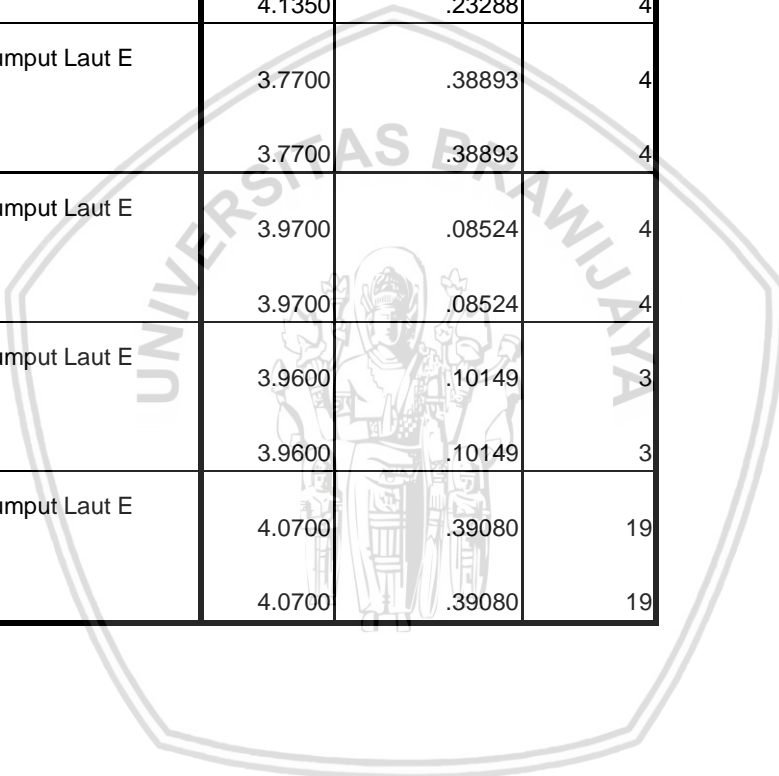 4.1350 .23288 4
umput Laut E
3.7700 .38893 4
3.7700 .38893 4
umput Laut E
3.9700 .08524 4
3.9700 .08524 4
umput Laut E
3.9600 .10149 3
3.9600 .10149 3
umput Laut E
4.0700 .39080 19
4.0700 .39080 19
UNIVERSITAS BRAWIJAYA